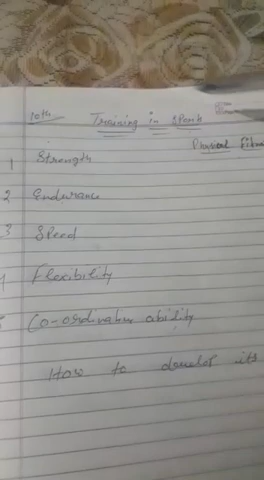 10th Training in Sports
Physical
1 Strength
2 Endurance
3 Speed
4 Flexibility
Co-ordinative ability
How to develop its